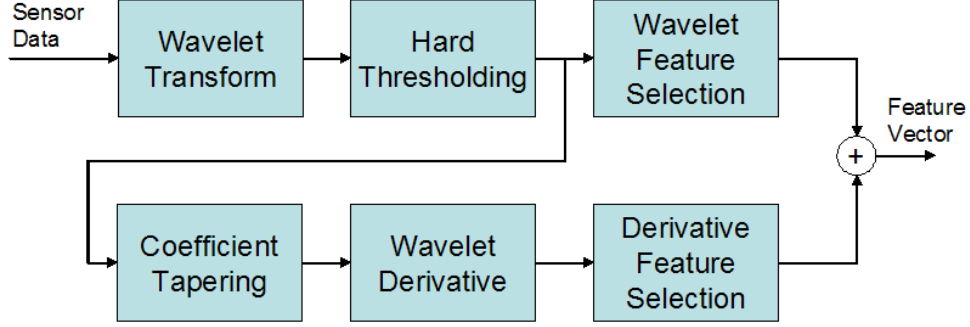 Sensor
Data
Wavelet
Transform
Hard
Thresholding
Wavelet
Feature
Selection
Feature
Vector
+
Coefficient
Tapering
Wavelet
Derivative
Derivative
Feature
Selection